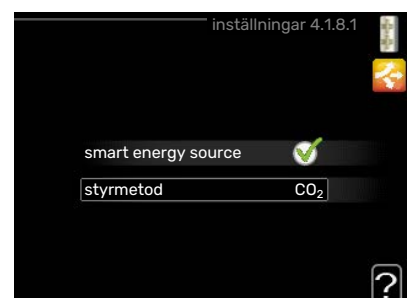 inställningar 4.1.8.1
smart energy source
styrmetod CO₂
?